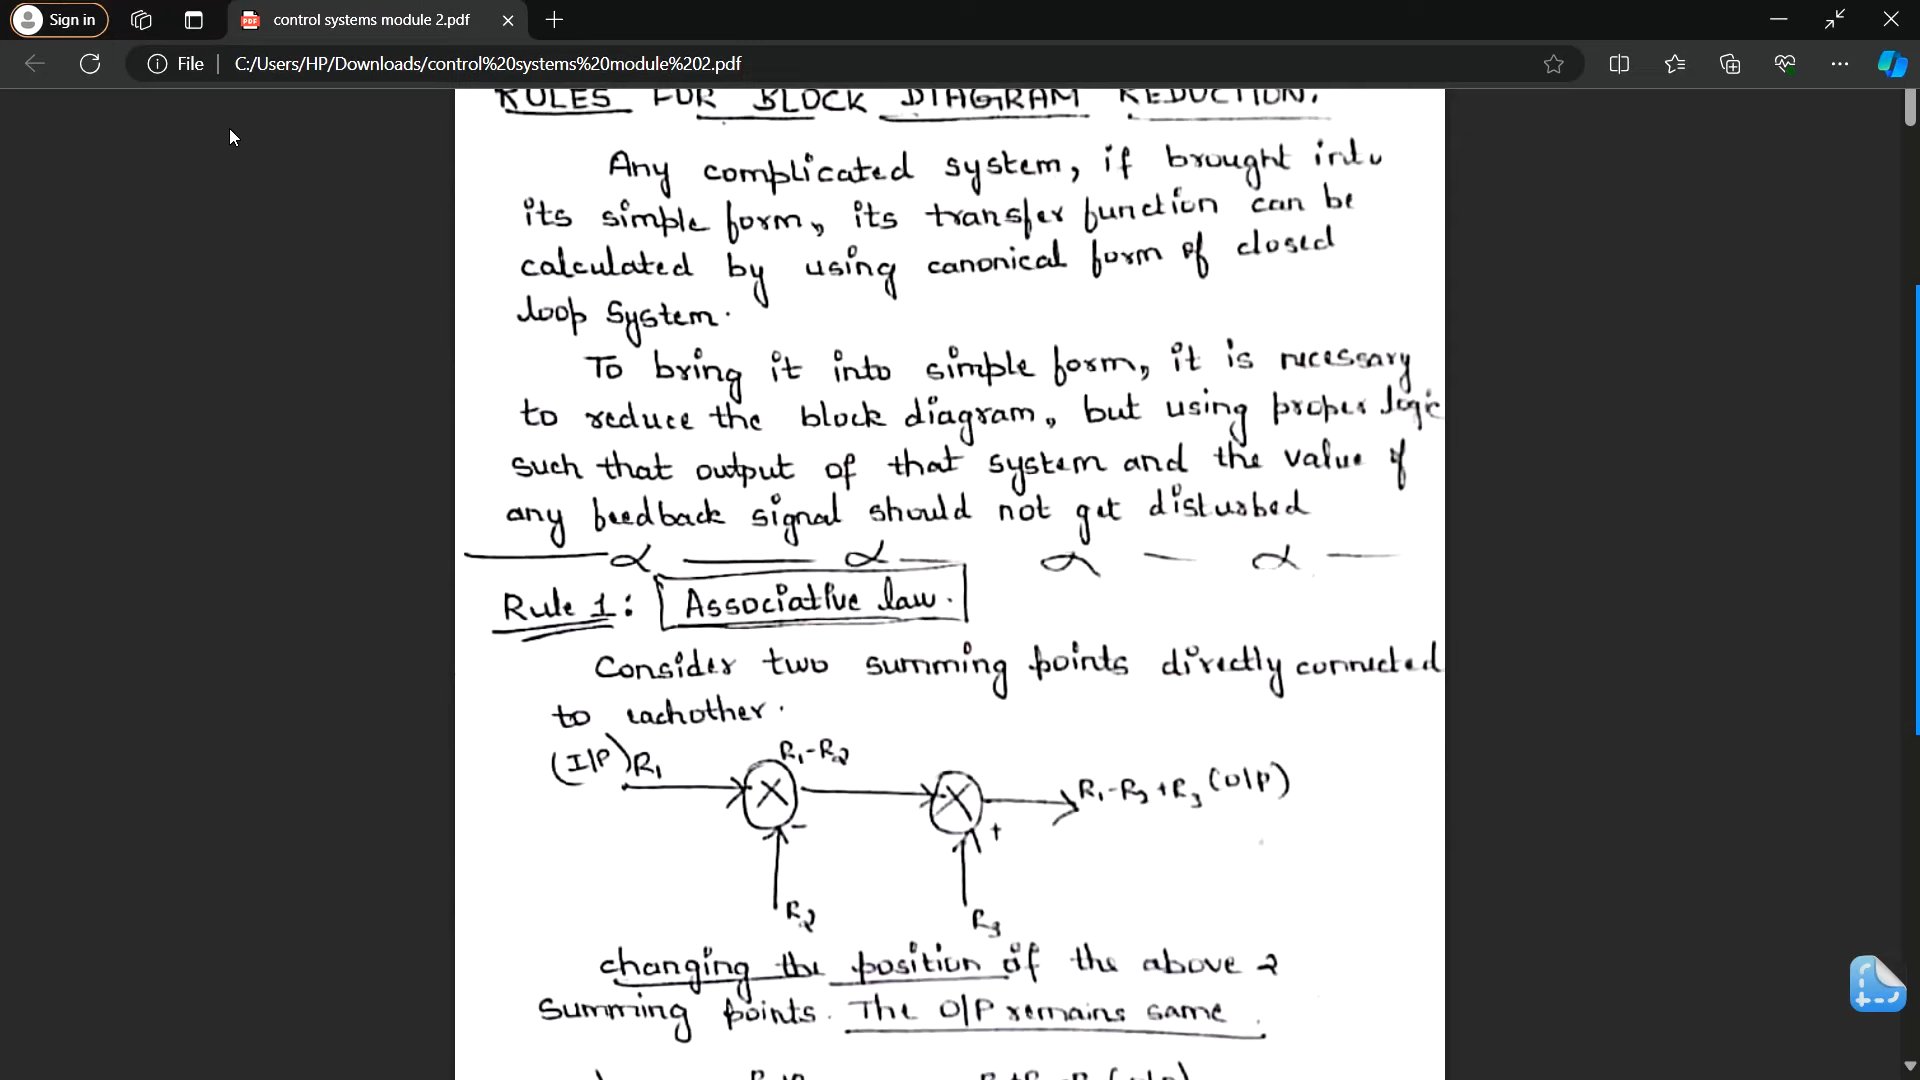 Sign in
control systems module 2.pdf
File
C:/Users/HP/Downloads/control%20systems%20module%202.pdf
RULES FOR BLOCK DIAGRAM REDUCTION.
Any complicated system, if brought into
its simple form, its transfer function can be
calculated by using canonical form of closed
loop system.
To bring it into simple form, it is necessary
to reduce the block diagram, but using proper logic
such that output of that system and the value of
any feedback signal should not get disturbed
Rule 1: Associative law.
Consider two summing points directly connected
to eachother.
(I/P) R₁
R₁-R₂
R₁-R₂+R₃ (O/P)
-
+
R₂
R₃
changing the position of the above 2
summing points. The O/P remains same.